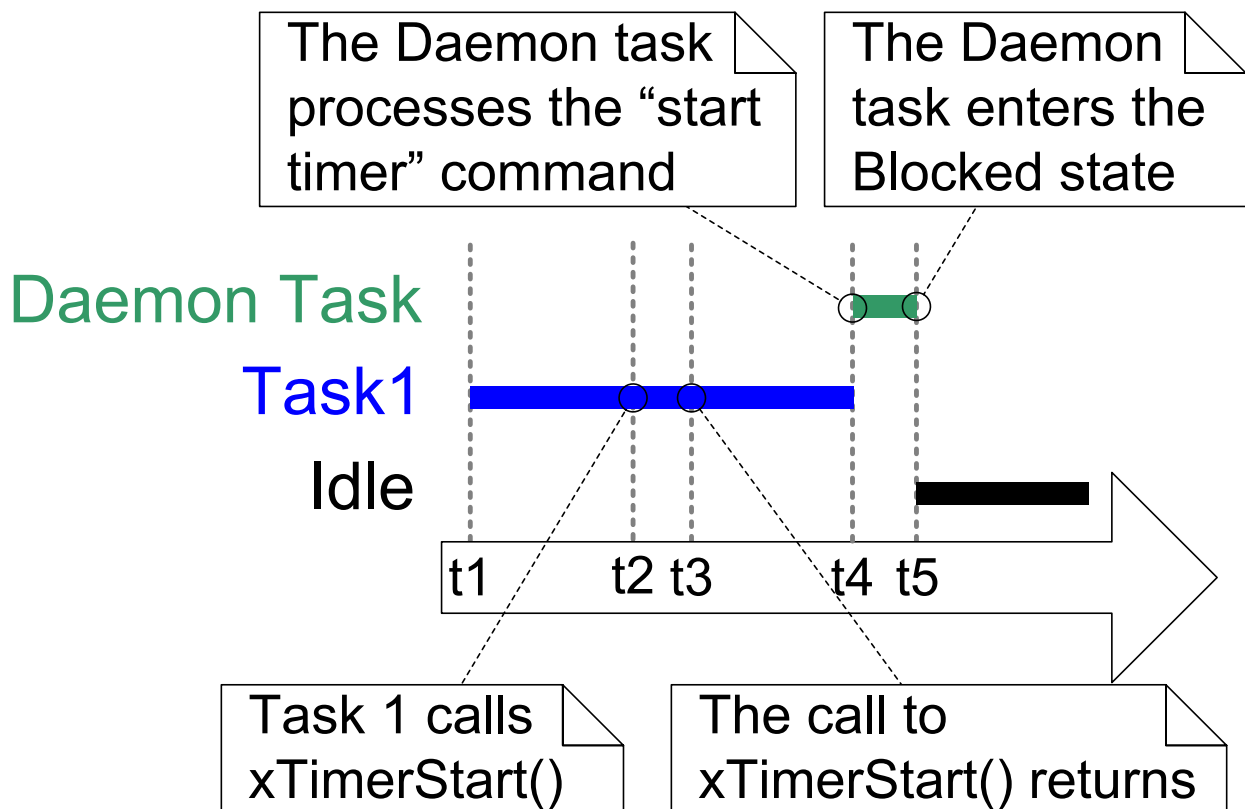 The Daemon task
processes the “start
timer” command
The Daemon
task enters the
Blocked state
Daemon Task
Task1
Idle
t1 t2 t3 t4 t5
Task 1 calls
xTimerStart()
The call to
xTimerStart() returns